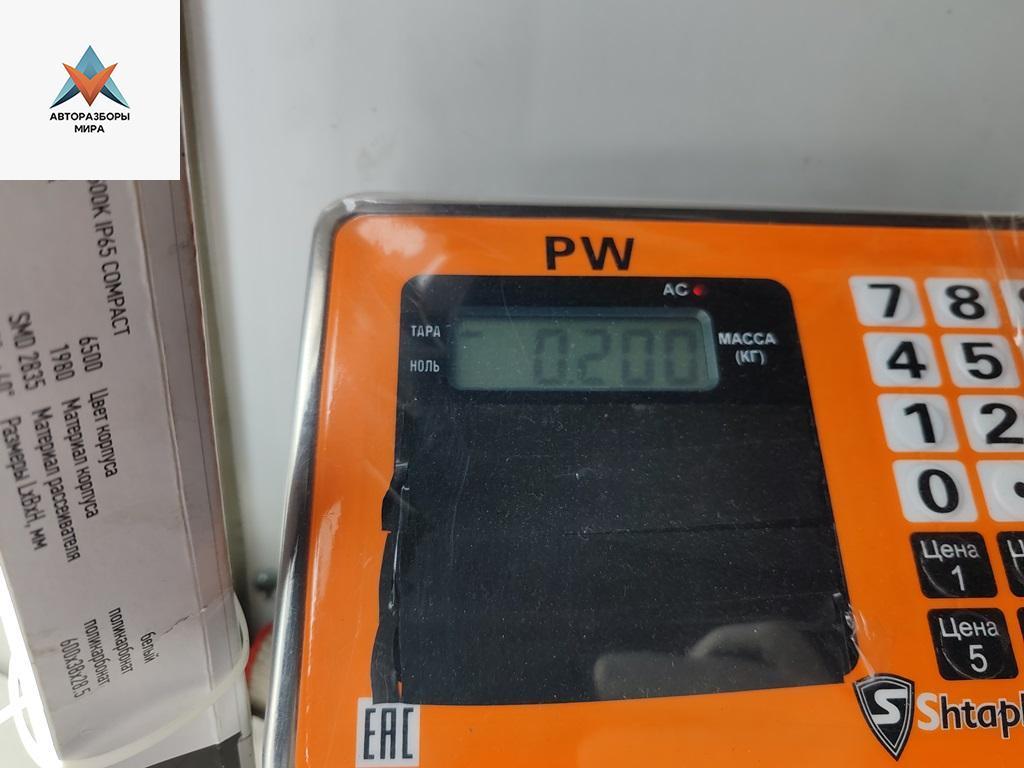 АВТОРАЗБОРЫ
МИРА
00K IP65 COMPACT
6500 Цвет корпуса
1980 Материал корпуса
SMD 2835 Материал рассеивателя
Размеры LxBxH, мм
белый
поликарбонат
поликарбонат
600x38x28.5
PW
AC
ТАРА
НОЛЬ
0.200
МАССА
(КГ)
7 8
4 5
1 2
0 .
Цена
1
Цена
5
EAC
S Shtap